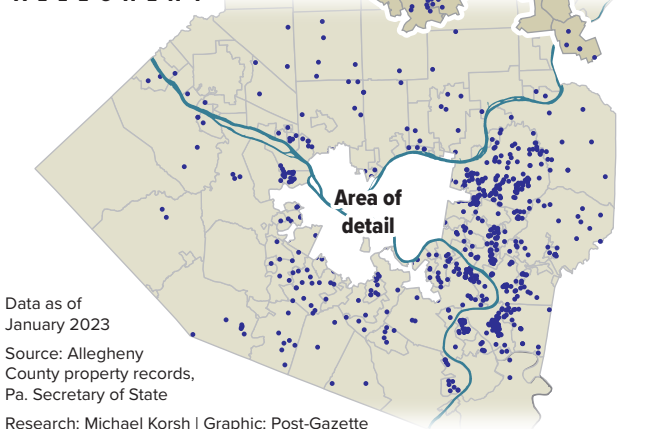 Area of
detail
Data as of
January 2023
Source: Allegheny
County property records,
Pa. Secretary of State
Research: Michael Korsh | Graphic: Post-Gazette